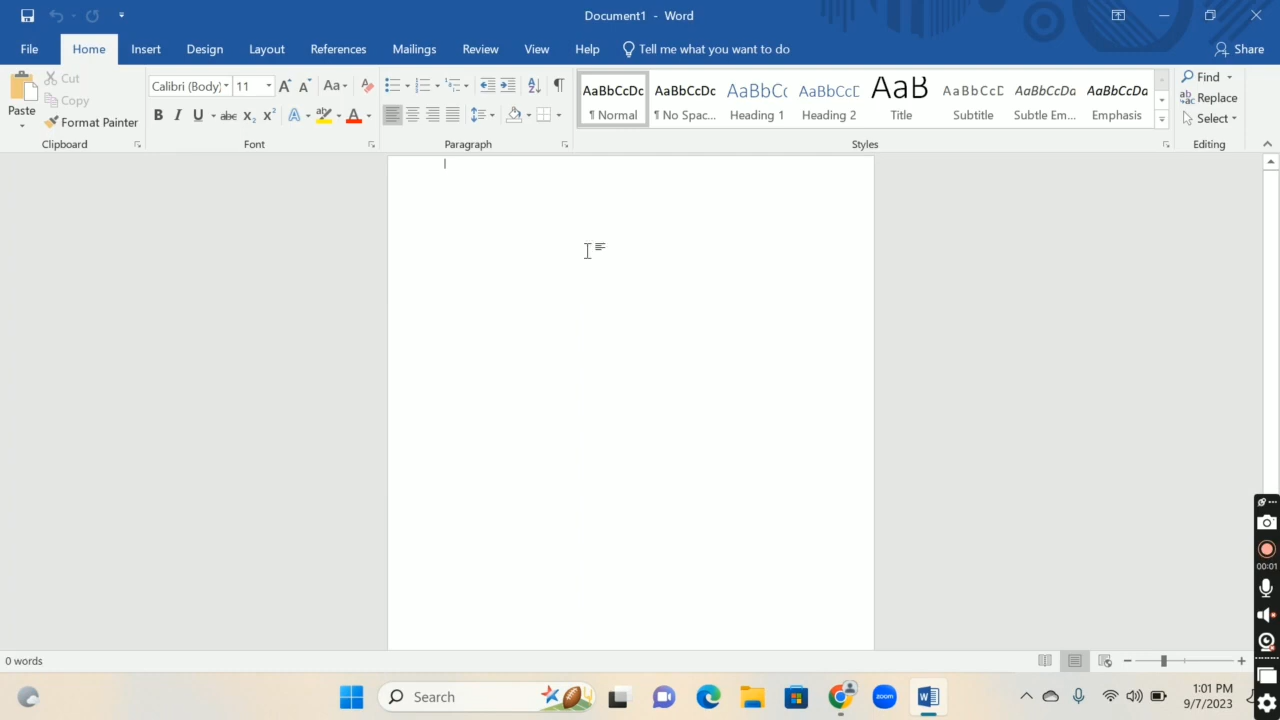 Document1 - Word
File Home Insert Design Layout References Mailings Review View Help Tell me what you want to do Share
Paste
Cut
Copy
Format Painter
Clipboard
Calibri (Body) 11 Aa
B I U abc X₂ X² A A
Font
Paragraph
AaBbCcDc AaBbCcDc AaBbCc AaBbCcD AaB AaBbCcD AaBbCcDa AaBbCcDa
¶ Normal ¶ No Spac... Heading 1 Heading 2 Title Subtitle Subtle Em... Emphasis
Styles
Find
Replace
Select
Editing
00:01
0 words
Search
zoom
1:01 PM
9/7/2023